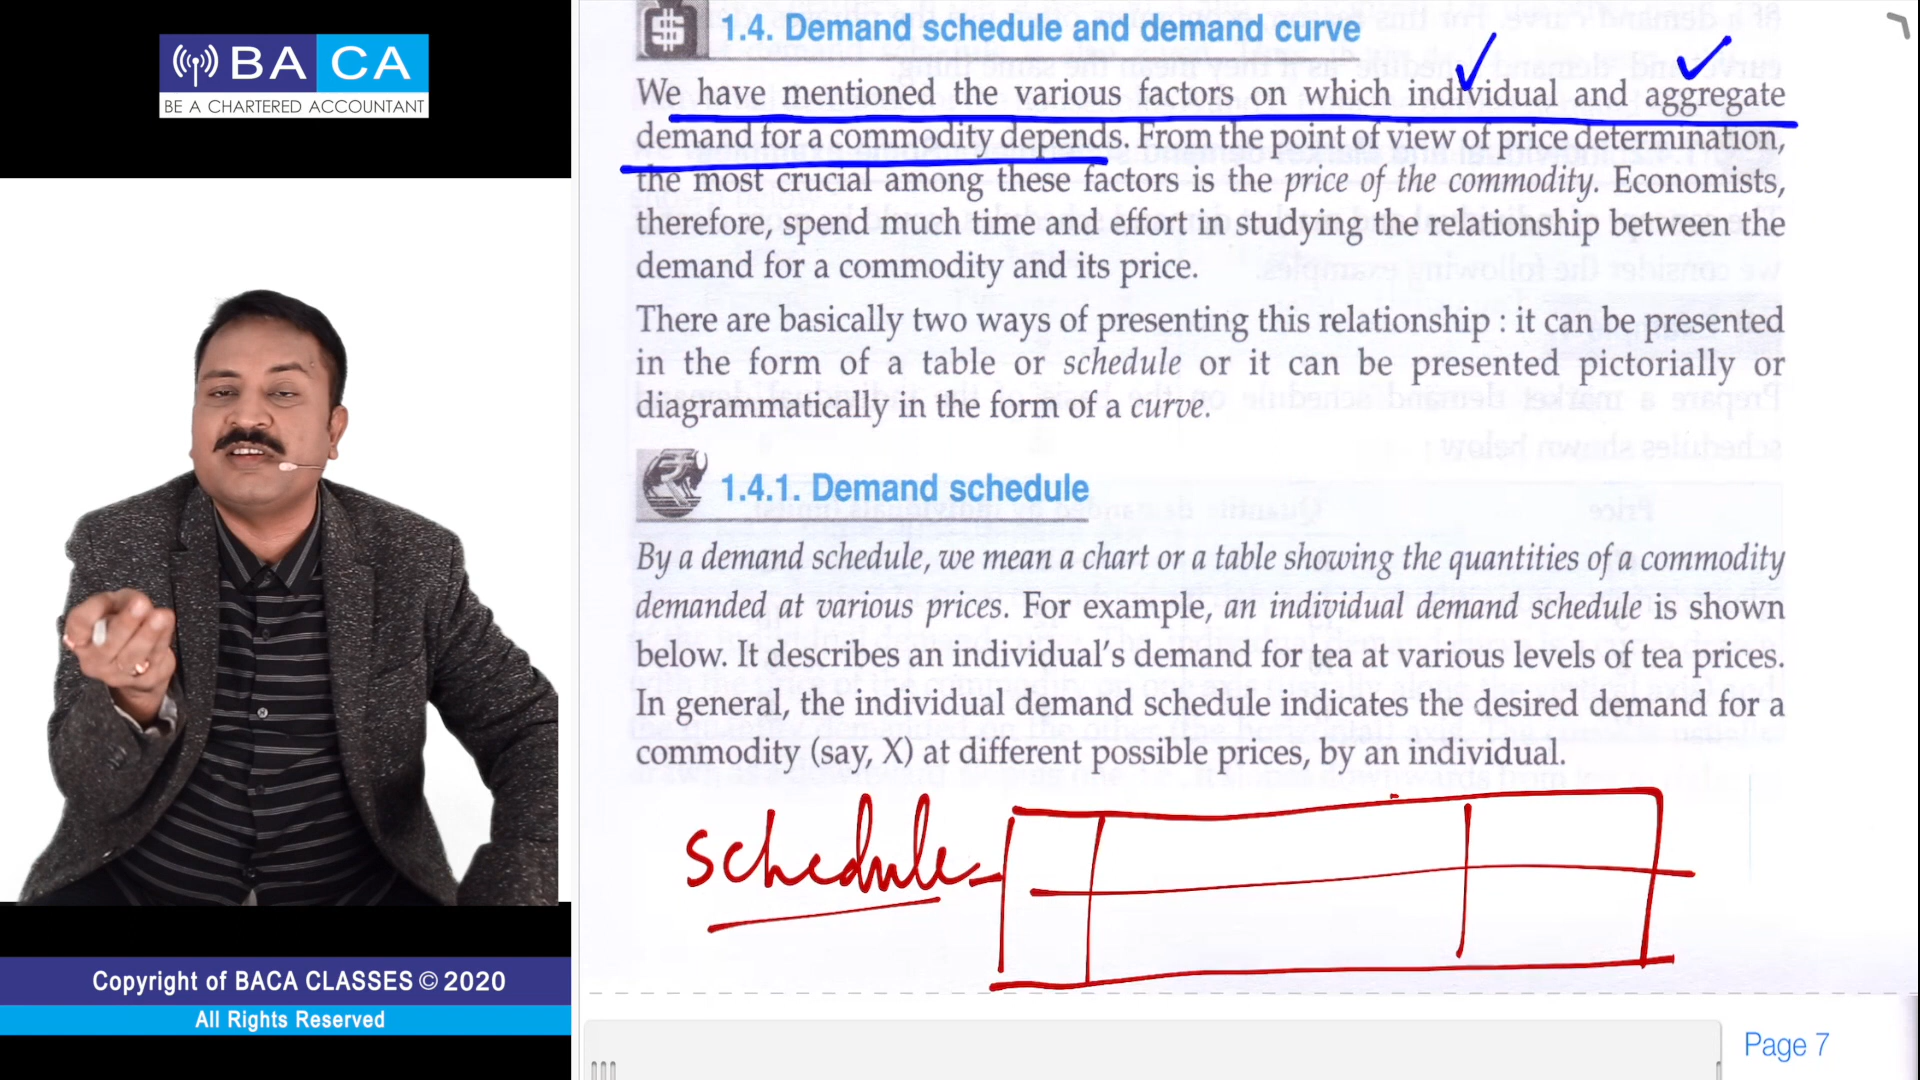 BA CA
BE A CHARTERED ACCOUNTANT
1.4. Demand schedule and demand curve
We have mentioned the various factors on which individual and aggregate
demand for a commodity depends. From the point of view of price determination,
the most crucial among these factors is the price of the commodity. Economists,
therefore, spend much time and effort in studying the relationship between the
demand for a commodity and its price.
There are basically two ways of presenting this relationship : it can be presented
in the form of a table or schedule or it can be presented pictorially or
diagrammatically in the form of a curve.
1.4.1. Demand schedule
By a demand schedule, we mean a chart or a table showing the quantities of a commodity
demanded at various prices. For example, an individual demand schedule is shown
below. It describes an individual's demand for tea at various levels of tea prices.
In general, the individual demand schedule indicates the desired demand for a
commodity (say, X) at different possible prices, by an individual.
Schedule
Copyright of BACA CLASSES © 2020
All Rights Reserved
Page 7